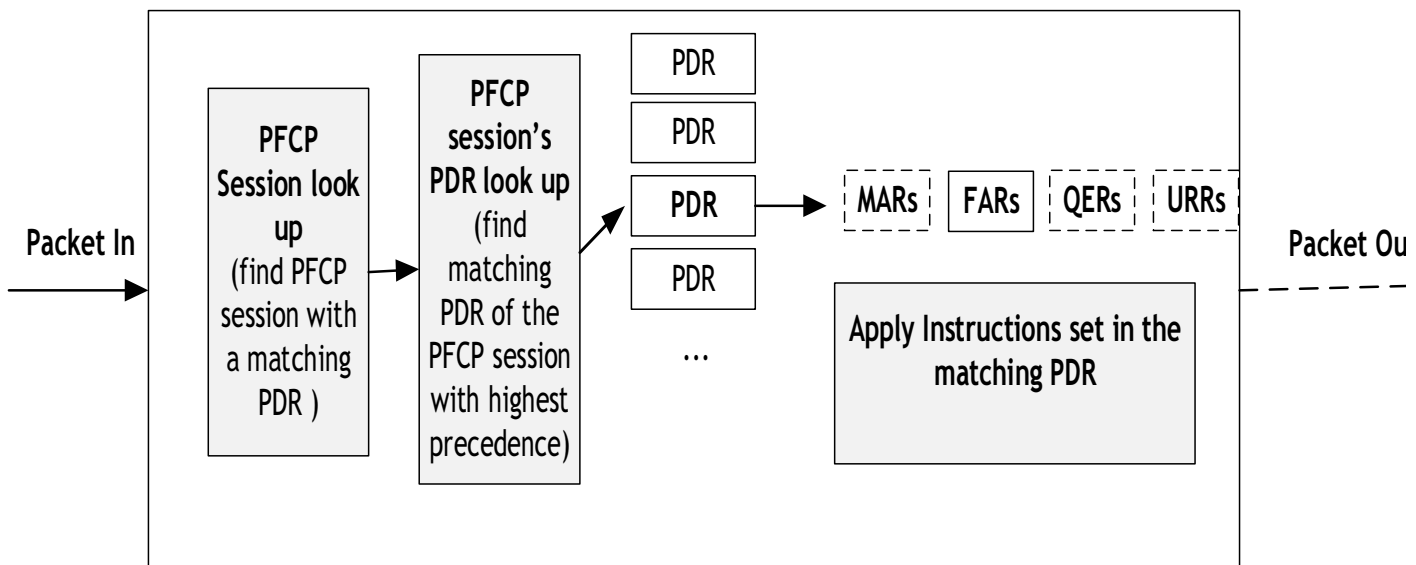 Packet In
PFCP
Session look
up
(find PFCP
session with
a matching
PDR )
PFCP
session's
PDR look up
(find
matching
PDR of the
PFCP session
with highest
precedence)
PDR
PDR
PDR
PDR
...
MARs
FARs
QERs
URRs
Apply Instructions set in the
matching PDR
Packet Ou